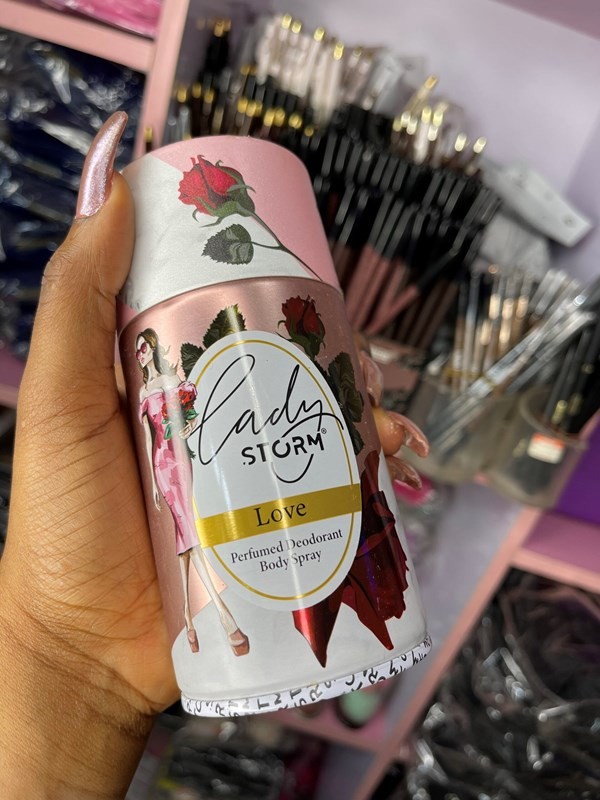 lady
STORM®
Love
Perfumed Deodorant
Body Spray